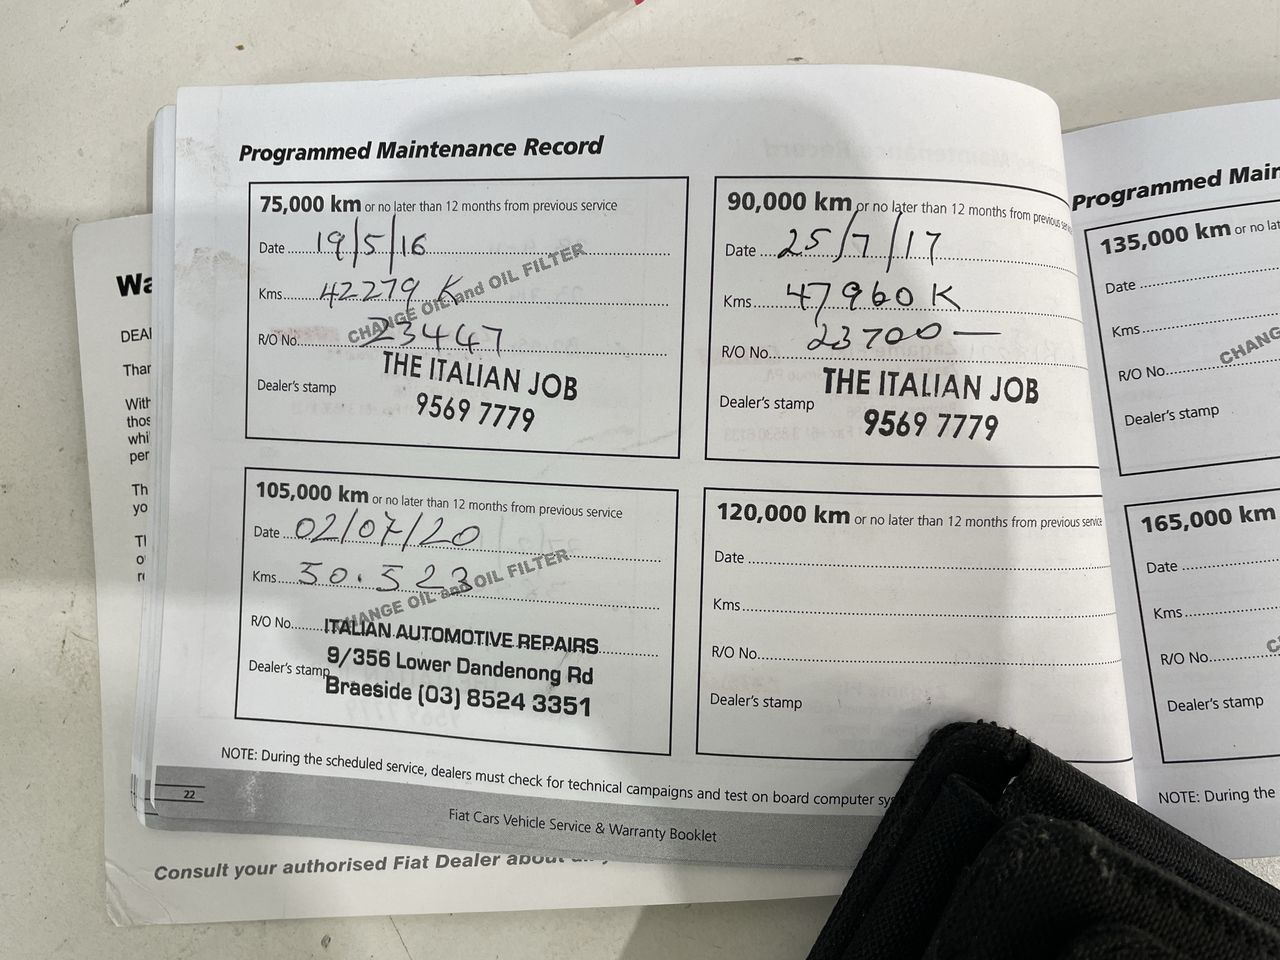 Programmed Maintenance Record
75,000 km or no later than 12 months from previous service
Date 19/5/16
Kms 42279 K
CHANGE OIL and OIL FILTER
R/O No. 23447
Dealer's stamp
THE ITALIAN JOB
9569 7779
90,000 km or no later than 12 months from previous
Date 25/7/17
Kms 47960 K
R/O No. 23700 —
Dealer's stamp
THE ITALIAN JOB
9569 7779
105,000 km or no later than 12 months from previous service
Date 02/07/20
Kms 50.523
CHANGE OIL and OIL FILTER
R/O No.
Dealer's stamp
ITALIAN AUTOMOTIVE REPAIRS
9/356 Lower Dandenong Rd
Braeside (03) 8524 3351
120,000 km or no later than 12 months from previous service
Date
Kms
R/O No.
Dealer's stamp
NOTE: During the scheduled service, dealers must check for technical campaigns and test on board computer
22
Fiat Cars Vehicle Service & Warranty Booklet
Programmed
135,000 km or no
Date
Kms
R/O No.
Dealer's stamp
165,000 km
Date
Kms
R/O No.
Dealer's stamp
NOTE: During the
Consult your authorised Fiat Dealer about